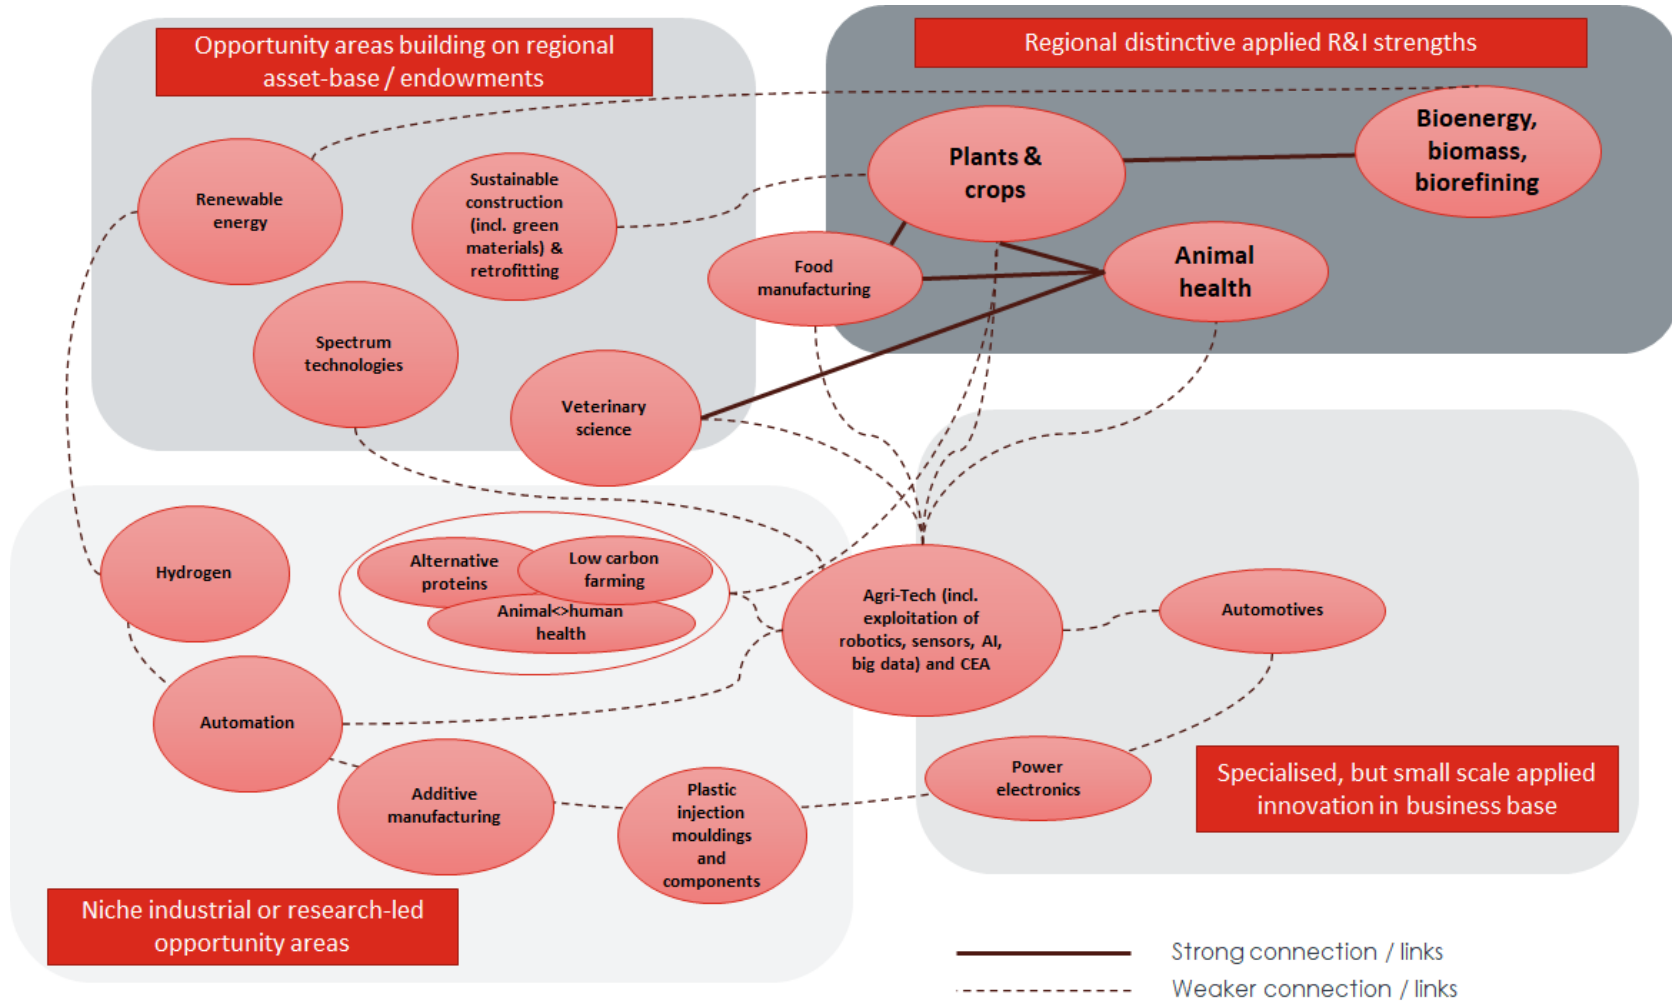 Opportunity areas building on regional
asset-base / endowments
Regional distinctive applied R&I strengths
Renewable
energy
Sustainable
construction
(incl. green
materials) &
retrofitting
Spectrum
technologies
Veterinary
science
Plants &
crops
Bioenergy,
biomass,
biorefining
Food
manufacturing
Animal
health
Hydrogen
Alternative
proteins
Low carbon
farming
Animal<>human
health
Automation
Additive
manufacturing
Plastic
injection
mouldings
and
components
Agri-Tech (incl.
exploitation of
robotics, sensors, AI,
big data) and CEA
Automotives
Power
electronics
Specialised, but small scale applied
innovation in business base
Niche industrial or research-led
opportunity areas
Strong connection / links
Weaker connection / links